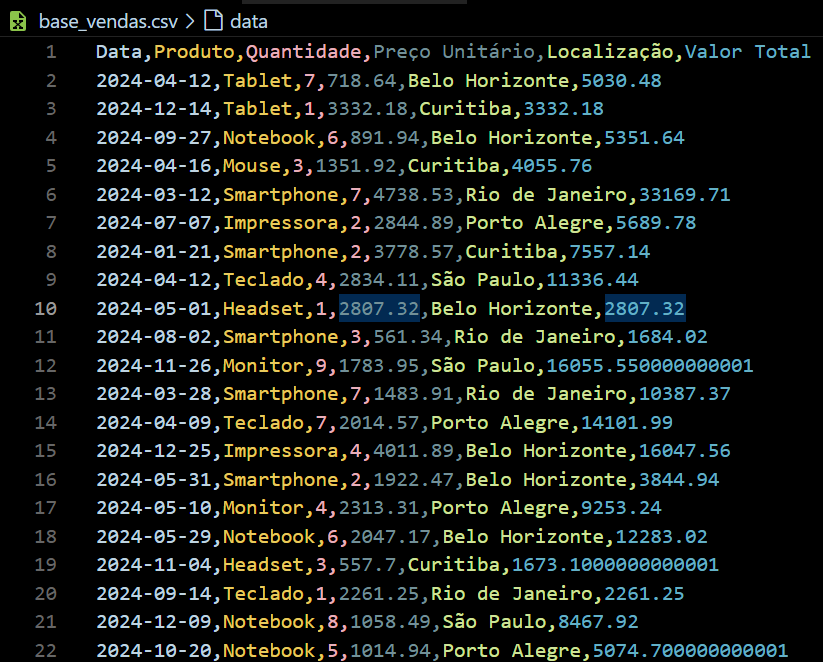 base_vendas.csv > data
1 Data,Produto,Quantidade,Preço Unitário,Localização,Valor Total
2 2024-04-12,Tablet,7,718.64,Belo Horizonte,5030.48
3 2024-12-14,Tablet,1,3332.18,Curitiba,3332.18
4 2024-09-27,Notebook,6,891.94,Belo Horizonte,5351.64
5 2024-04-16,Mouse,3,1351.92,Curitiba,4055.76
6 2024-03-12,Smartphone,7,4738.53,Rio de Janeiro,33169.71
7 2024-07-07,Impressora,2,2844.89,Porto Alegre,5689.78
8 2024-01-21,Smartphone,2,3778.57,Curitiba,7557.14
9 2024-04-12,Teclado,4,2834.11,São Paulo,11336.44
10 2024-05-01,Headset,1,2807.32,Belo Horizonte,2807.32
11 2024-08-02,Smartphone,3,561.34,Rio de Janeiro,1684.02
12 2024-11-26,Monitor,9,1783.95,São Paulo,16055.550000000001
13 2024-03-28,Smartphone,7,1483.91,Rio de Janeiro,10387.37
14 2024-04-09,Teclado,7,2014.57,Porto Alegre,14101.99
15 2024-12-25,Impressora,4,4011.89,Belo Horizonte,16047.56
16 2024-05-31,Smartphone,2,1922.47,Belo Horizonte,3844.94
17 2024-05-10,Monitor,4,2313.31,Porto Alegre,9253.24
18 2024-05-29,Notebook,6,2047.17,Belo Horizonte,12283.02
19 2024-11-04,Headset,3,557.7,Curitiba,1673.1000000000001
20 2024-09-14,Teclado,1,2261.25,Rio de Janeiro,2261.25
21 2024-12-09,Notebook,8,1058.49,São Paulo,8467.92
22 2024-10-20,Notebook,5,1014.94,Porto Alegre,5074.700000000001